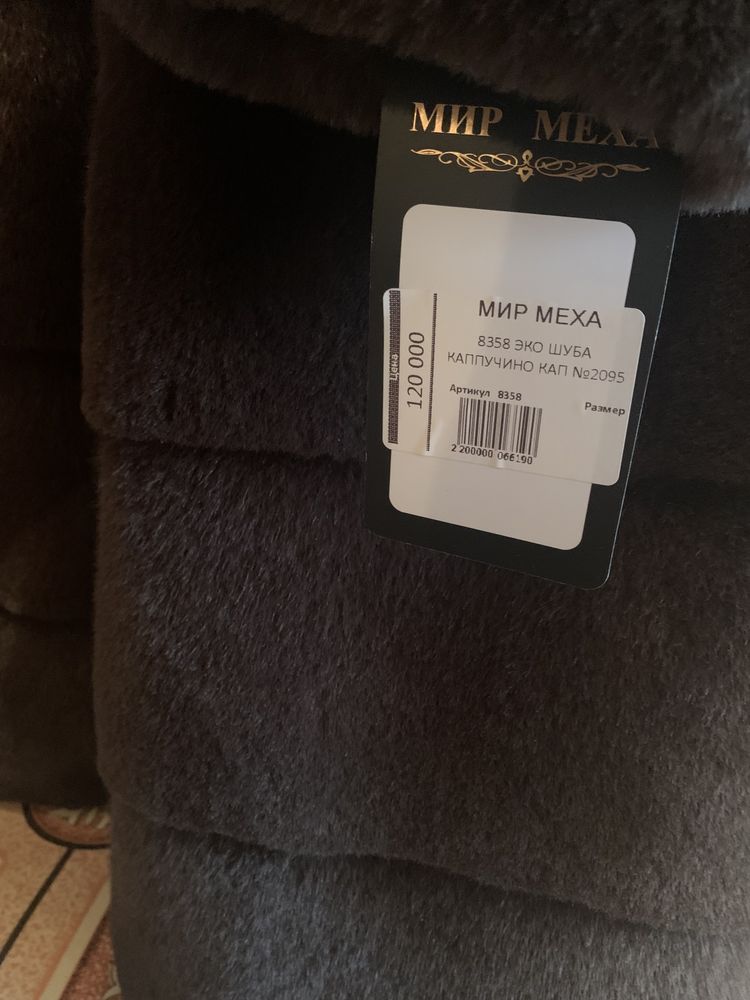 МИР МЕХА
МИР МЕХА
8358 ЭКО ШУБА
КАППУЧИНО КАП №2095
Артикул 8358
Размер
2 200000 066190
Цена
120 000